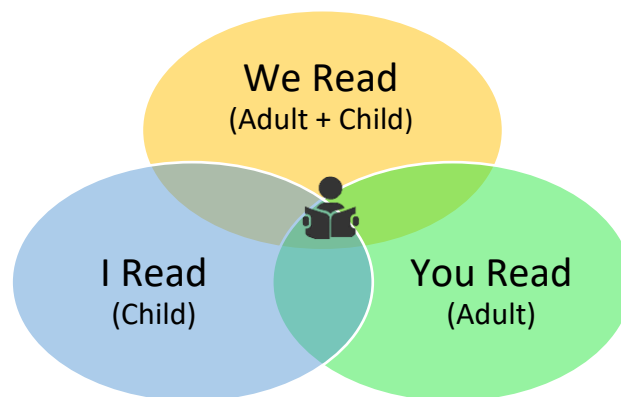 We Read
(Adult + Child)
I Read
(Child)
You Read
(Adult)